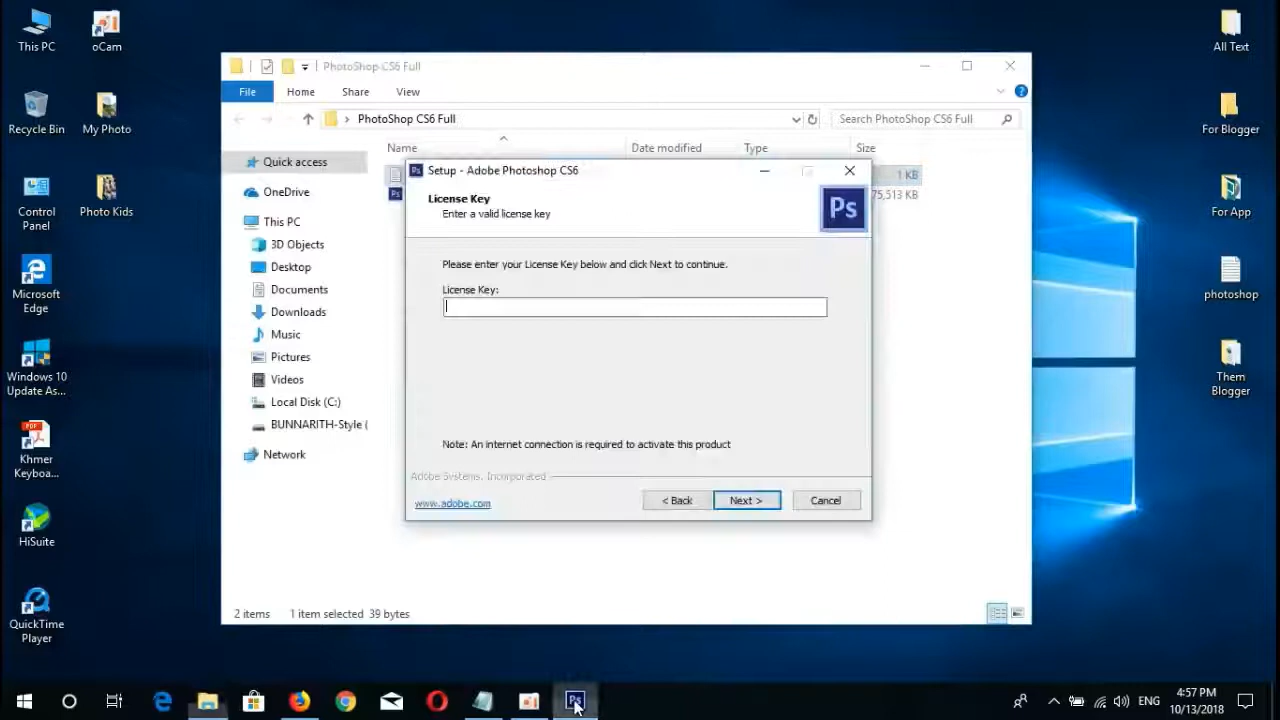 This PC
oCam
Recycle Bin
My Photo
Control
Panel
Photo Kids
Microsoft
Edge
Windows 10
Update As...
Khmer
Keyboa...
HiSuite
QuickTime
Player
PhotoShop CS6 Full
File
Home
Share
View
PhotoShop CS6 Full
Search PhotoShop CS6 Full
Name
Date modified
Type
Size
1 KB
75,513 KB
Quick access
OneDrive
This PC
3D Objects
Desktop
Documents
Downloads
Music
Pictures
Videos
Local Disk (C:)
BUNNARITH-Style (
Network
2 items
1 item selected 39 bytes
Setup - Adobe Photoshop CS6
License Key
Enter a valid license key
Ps
Please enter your License Key below and click Next to continue.
License Key:
Note: An internet connection is required to activate this product
Adobe Systems, Incorporated
www.adobe.com
< Back
Next >
Cancel
All Text
For Blogger
For App
photoshop
Them
Blogger
ENG
4:57 PM
10/13/2018